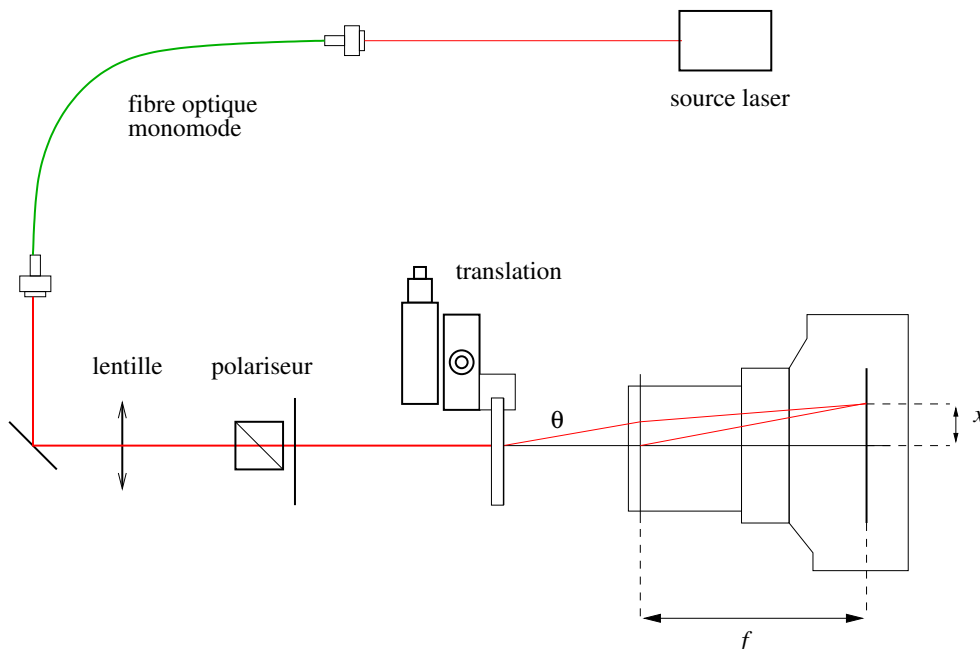 source laser
fibre optique
monomode
translation
lentille
polariseur
θ
x
f